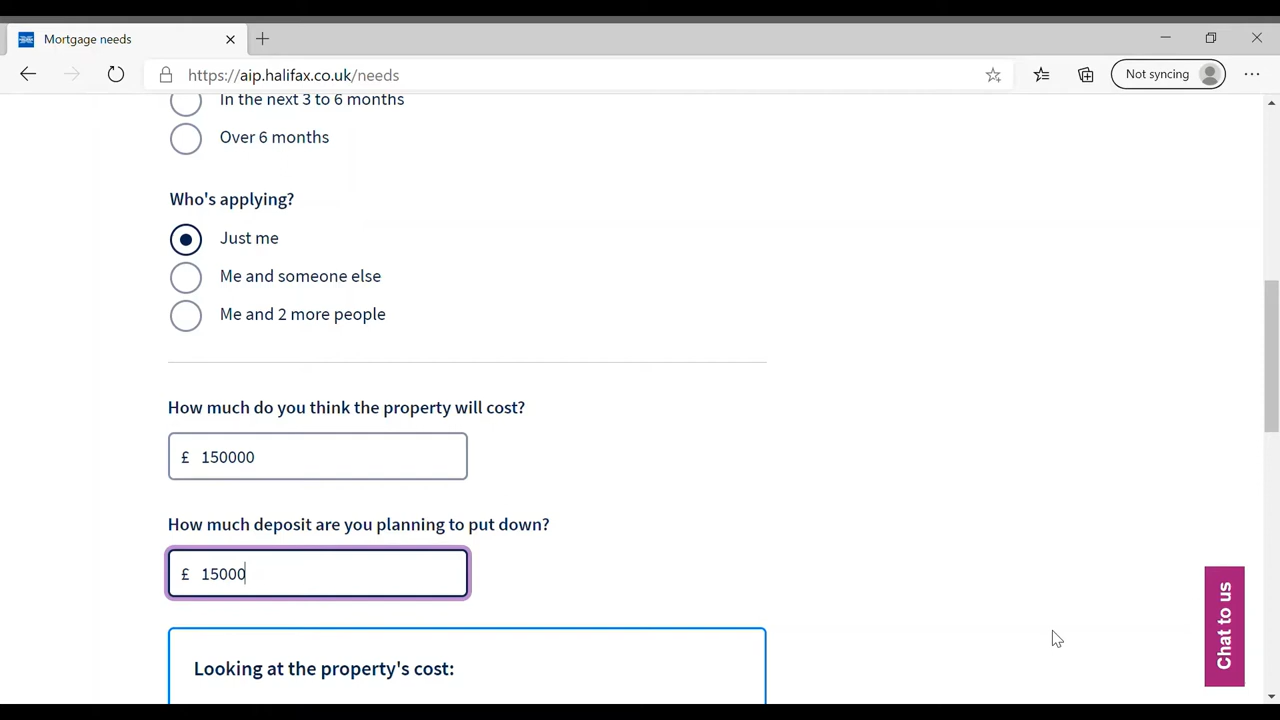 Mortgage needs
https://aip.halifax.co.uk/needs
Not syncing
In the next 3 to 6 months
Over 6 months
Who's applying?
Just me
Me and someone else
Me and 2 more people
How much do you think the property will cost?
£ 150000
How much deposit are you planning to put down?
£ 15000
Looking at the property's cost:
Chat to us